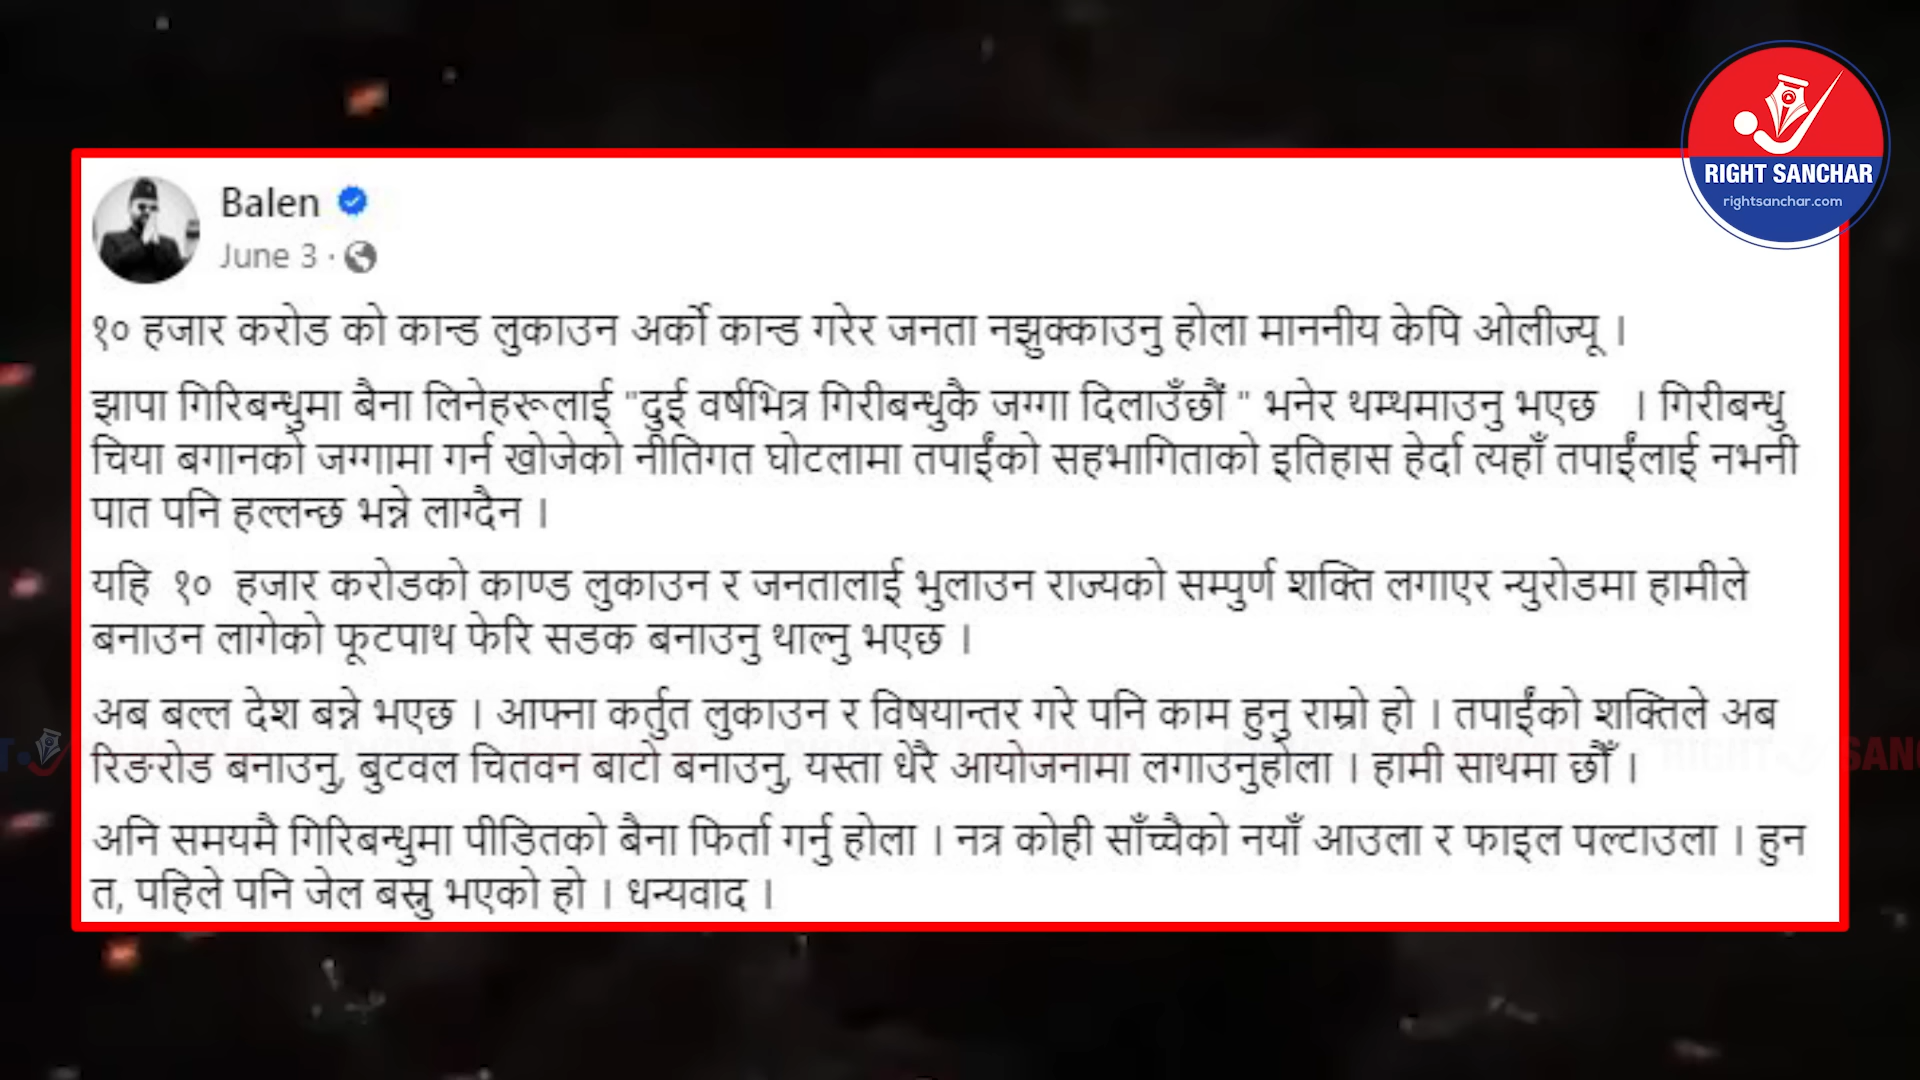 RIGHT SANCHAR
rightsanchar.com
Balen
June 3 ·
१० हजार करोड को कान्ड लुकाउन अर्को कान्ड गरेर जनता नझुक्काउनु होला माननीय केपि ओलीज्यू ।
झापा गिरिबन्धुमा बैना लिनेहरूलाई "दुई वर्षभित्र गिरीबन्धुकै जग्गा दिलाउँछौं " भनेर थम्थमाउनु भएछ । गिरीबन्धु
चिया बगानको जग्गामा गर्न खोजेको नीतिगत घोटलामा तपाईंको सहभागिताको इतिहास हेर्दा त्यहाँ तपाईंलाई नभनी
पात पनि हल्लन्छ भन्ने लाग्दैन ।
यहि १० हजार करोडको काण्ड लुकाउन र जनतालाई भुलाउन राज्यको सम्पुर्ण शक्ति लगाएर न्युरोडमा हामीले
बनाउन लागेको फूटपाथ फेरि सडक बनाउनु थाल्नु भएछ ।
अब बल्ल देश बन्ने भएछ । आफ्ना कर्तुत लुकाउन र विषयान्तर गरे पनि काम हुनु राम्रो हो । तपाईंको शक्तिले अब
रिङरोड बनाउनु, बुटवल चितवन बाटो बनाउनु, यस्ता धेरै आयोजनामा लगाउनुहोला । हामी साथमा छौँ ।
अनि समयमै गिरिबन्धुमा पीडितको बैना फिर्ता गर्नु होला । नत्र कोही साँच्चैको नयाँ आउला र फाइल पल्टाउला । हुन
त, पहिले पनि जेल बस्नु भएको हो । धन्यवाद ।